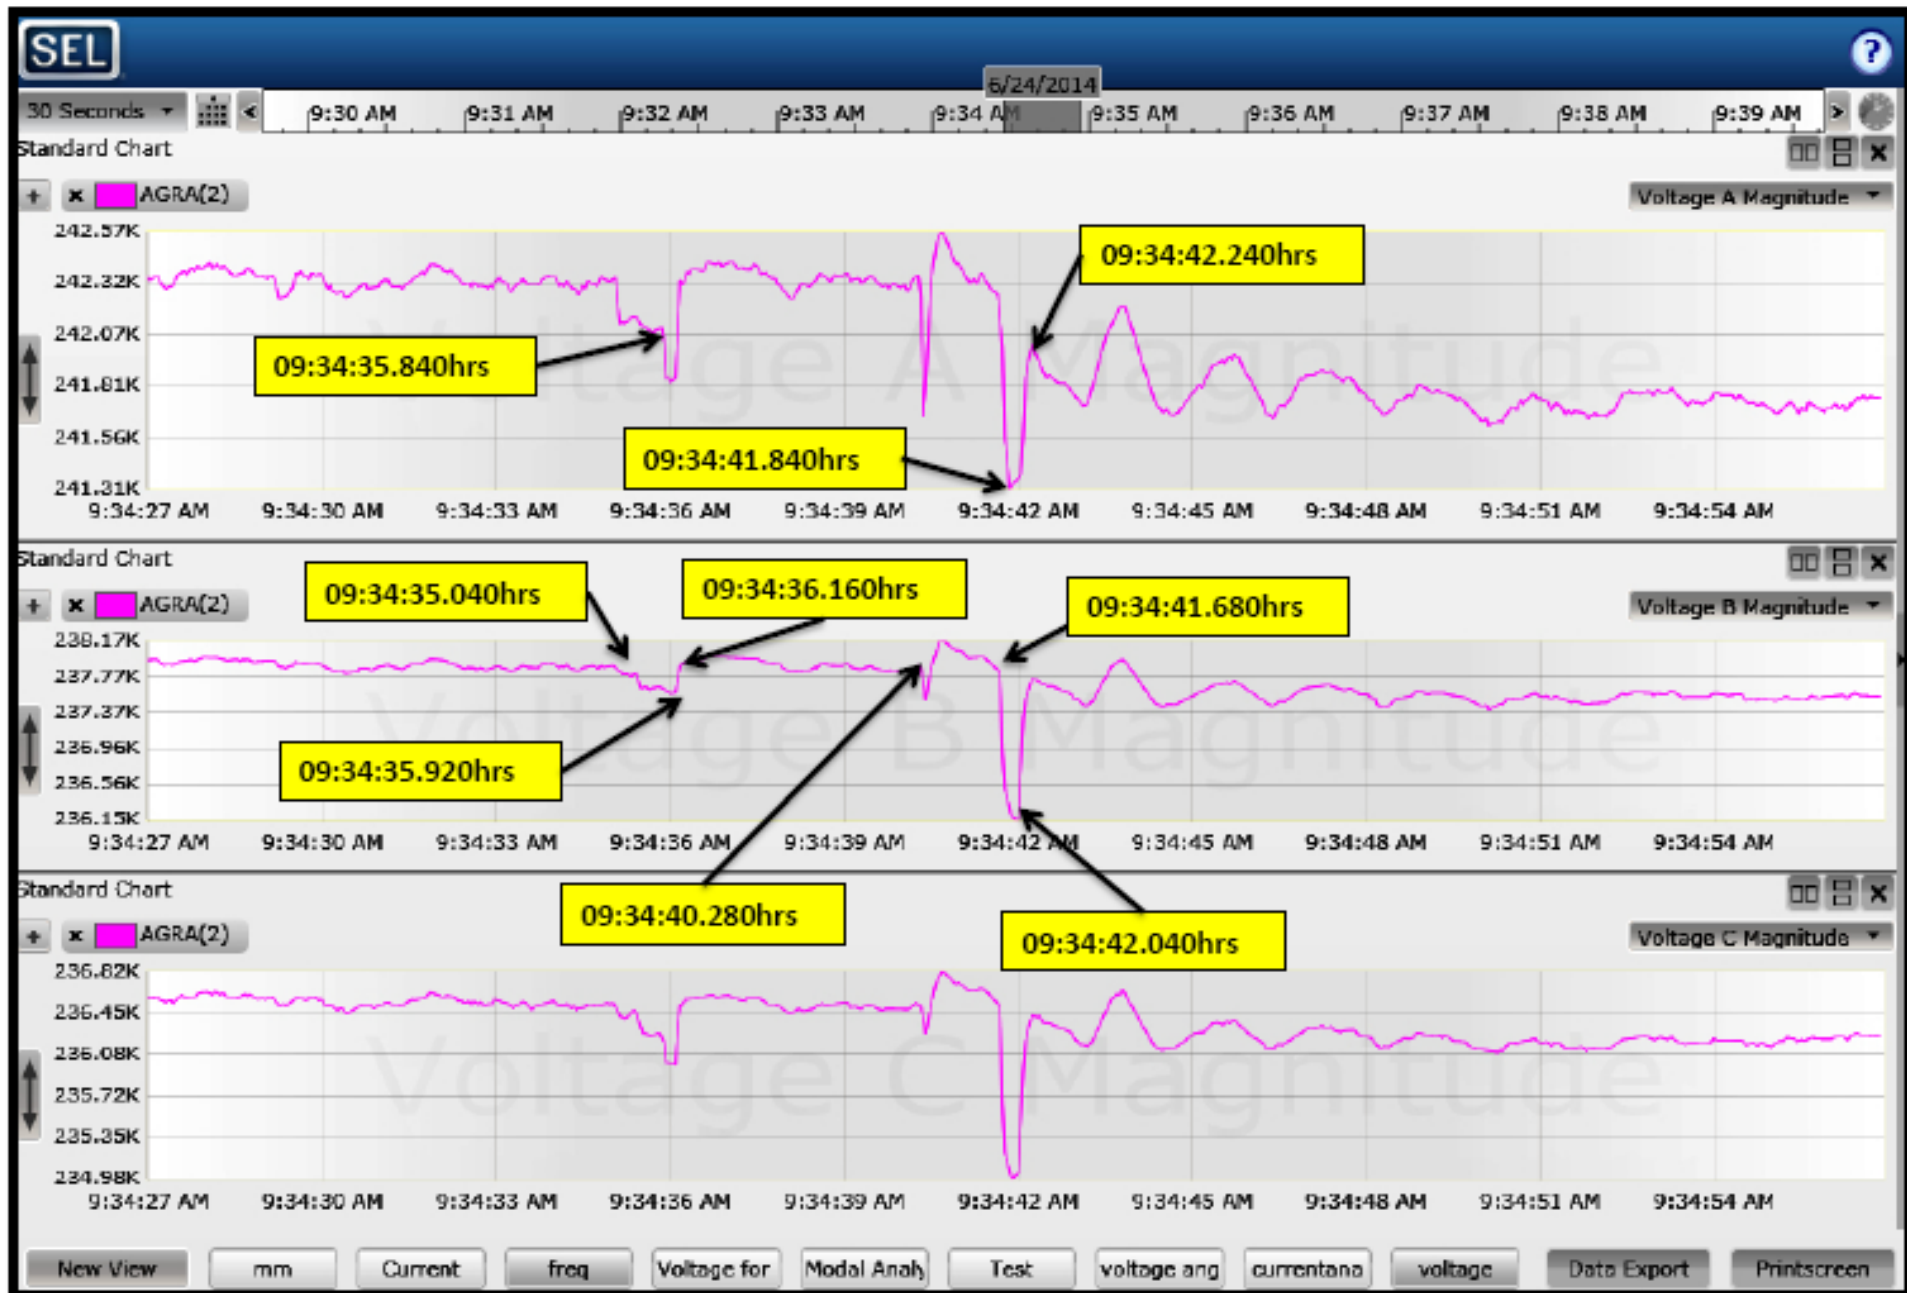 SEL
?
6/24/2014
30 Seconds 9:30 AM 9:31 AM 9:32 AM 9:33 AM 9:34 AM 9:35 AM 9:36 AM 9:37 AM 9:38 AM 9:39 AM
Standard Chart
AGRA(2)
Voltage A Magnitude
242.57K
242.32K
242.07K
241.81K
241.56K
241.31K
Voltage A Magnitude
09:34:42.240hrs
09:34:35.840hrs
09:34:41.840hrs
9:34:27 AM 9:34:30 AM 9:34:33 AM 9:34:36 AM 9:34:39 AM 9:34:42 AM 9:34:45 AM 9:34:48 AM 9:34:51 AM 9:34:54 AM
Standard Chart
AGRA(2)
Voltage B Magnitude
238.17K
237.77K
237.37K
236.96K
236.56K
236.15K
Voltage B Magnitude
09:34:35.040hrs
09:34:36.160hrs
09:34:41.680hrs
09:34:35.920hrs
9:34:27 AM 9:34:30 AM 9:34:33 AM 9:34:36 AM 9:34:39 AM 9:34:42 AM 9:34:45 AM 9:34:48 AM 9:34:51 AM 9:34:54 AM
09:34:40.280hrs
09:34:42.040hrs
Standard Chart
AGRA(2)
Voltage C Magnitude
236.82K
236.45K
236.08K
235.72K
235.35K
234.98K
Voltage C Magnitude
9:34:27 AM 9:34:30 AM 9:34:33 AM 9:34:36 AM 9:34:39 AM 9:34:42 AM 9:34:45 AM 9:34:48 AM 9:34:51 AM 9:34:54 AM
New View mm Current freq Voltage for Modal Analy Test voltage ang currentana voltage Data Export Printscreen